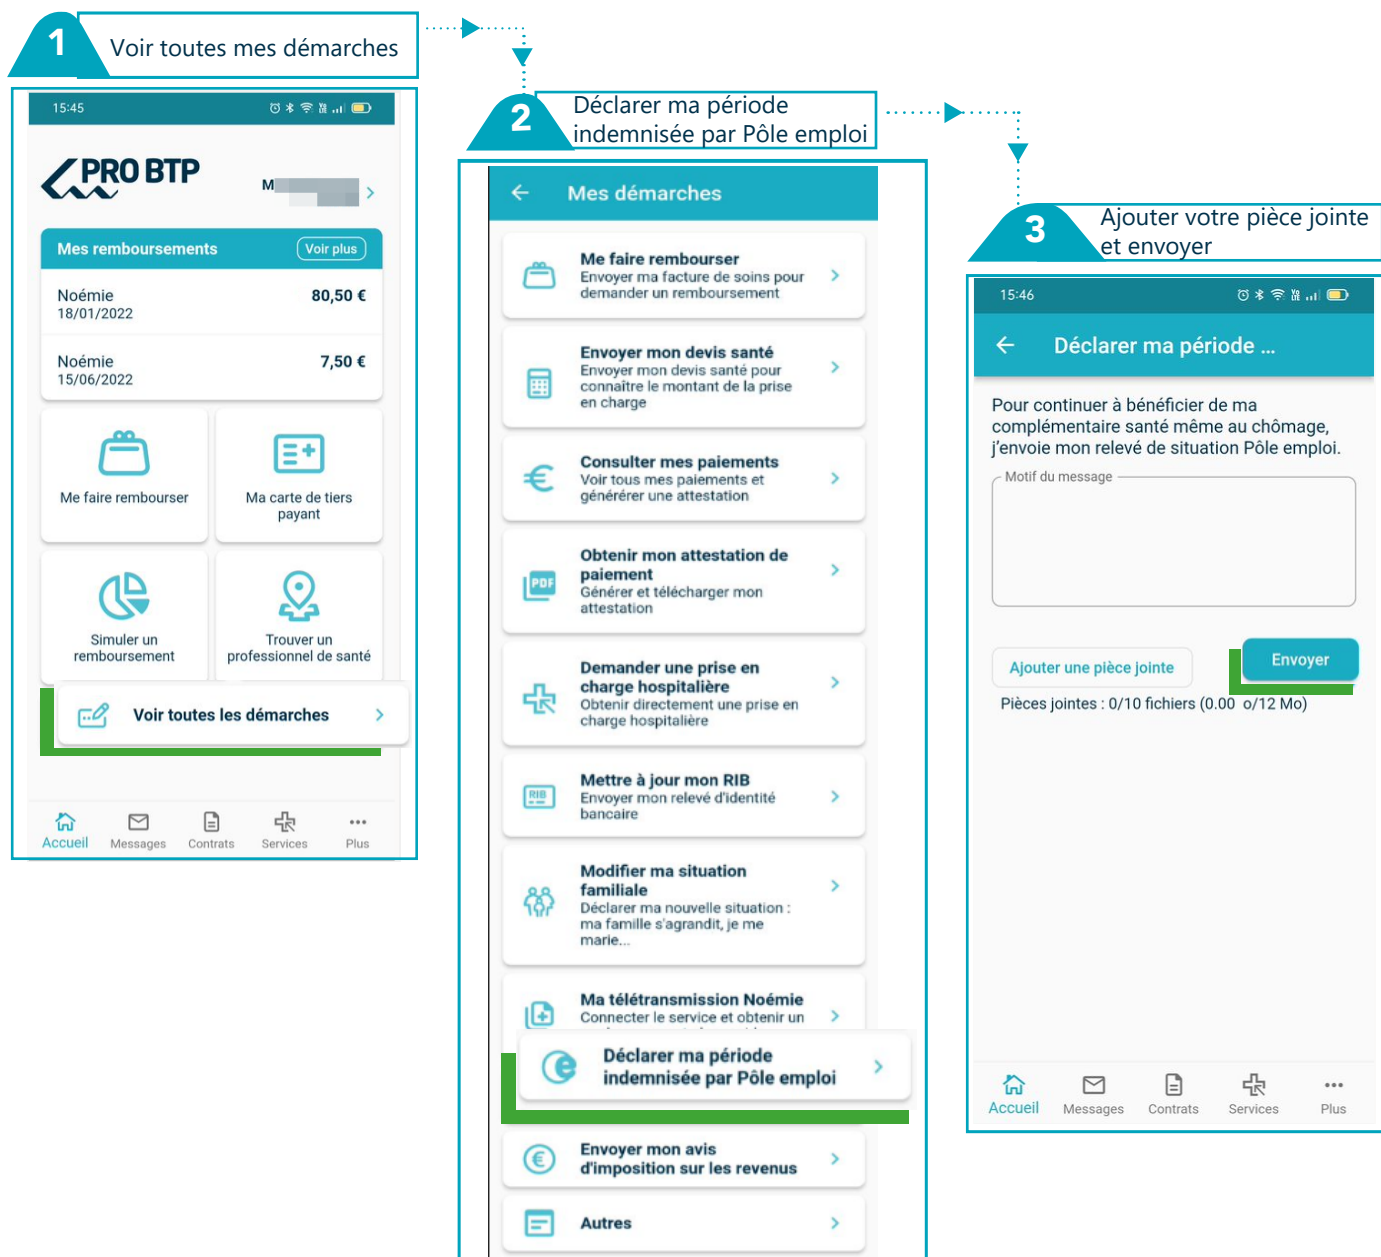 1
Voir toutes mes démarches
15:45
PRO BTP
M
Mes remboursements
Voir plus
Noémie
80,50 €
18/01/2022
Noémie
7,50 €
15/06/2022
Me faire rembourser
Ma carte de tiers
payant
Simuler un
remboursement
Trouver un
professionnel de santé
Voir toutes les démarches
Accueil
Messages
Contrats
Services
Plus
2
Déclarer ma période
indemnisée par Pôle emploi
Mes démarches
Me faire rembourser
Envoyer ma facture de soins pour
demander un remboursement
Envoyer mon devis santé
Envoyer mon devis santé pour
connaître le montant de la prise
en charge
Consulter mes paiements
Voir tous mes paiements et
générérer une attestation
PDF
Obtenir mon attestation de
paiement
Générer et télécharger mon
attestation
Demander une prise en
charge hospitalière
Obtenir directement une prise en
charge hospitalière
RIB
Mettre à jour mon RIB
Envoyer mon relevé d'identité
bancaire
Modifier ma situation
familiale
Déclarer ma nouvelle situation :
ma famille s'agrandit, je me
marie...
Ma télétransmission Noémie
Connecter le service et obtenir un
Déclarer ma période
indemnisée par Pôle emploi
Envoyer mon avis
d'imposition sur les revenus
Autres
3
Ajouter votre pièce jointe
et envoyer
15:46
Déclarer ma période ...
Pour continuer à bénéficier de ma
complémentaire santé même au chômage,
j'envoie mon relevé de situation Pôle emploi.
Motif du message
Ajouter une pièce jointe
Envoyer
Pièces jointes : 0/10 fichiers (0.00 o/12 Mo)
Accueil
Messages
Contrats
Services
Plus